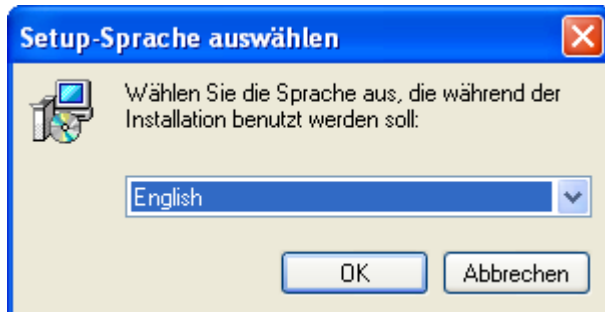 Setup-Sprache auswählen
Wählen Sie die Sprache aus, die während der
Installation benutzt werden soll:
English
OK
Abbrechen